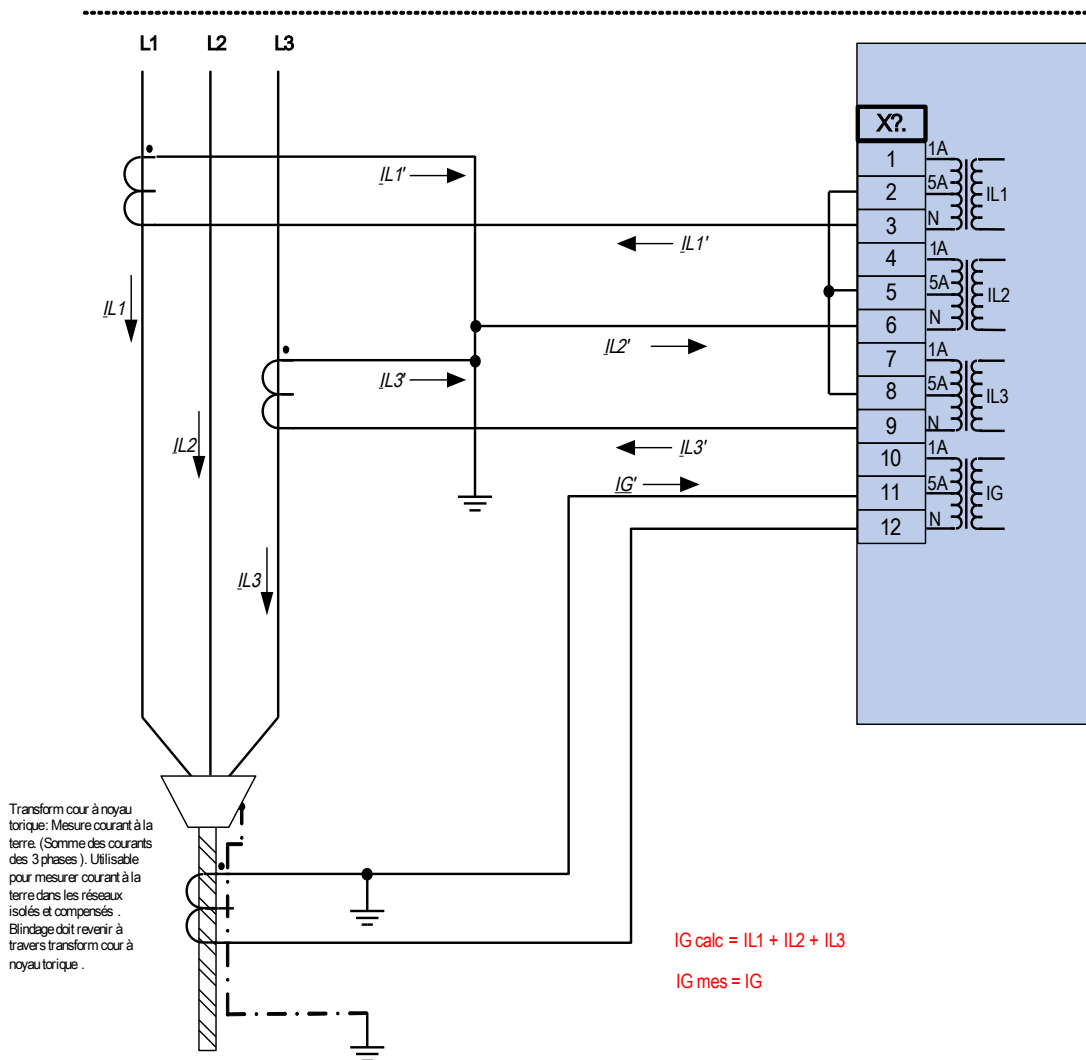 L1 L2 L3
X?.
1 1A
2 5A IL1
3 N
4 1A
5 5A IL2
6 N
7 1A
8 5A IL3
9 N
10 1A
11 5A IG
12 N
IL1'
IL1'
IL1
IL2'
IL3'
IL2
IL3'
IG'
IL3
Transform cour à noyau
torique: Mesure courant à la
terre. (Somme des courants
des 3 phases ). Utilisable
pour mesurer courant à la
terre dans les réseaux
isolés et compensés .
Blindage doit revenir à
travers transform cour à
noyau torique .
IG calc = IL1 + IL2 + IL3
IG mes = IG